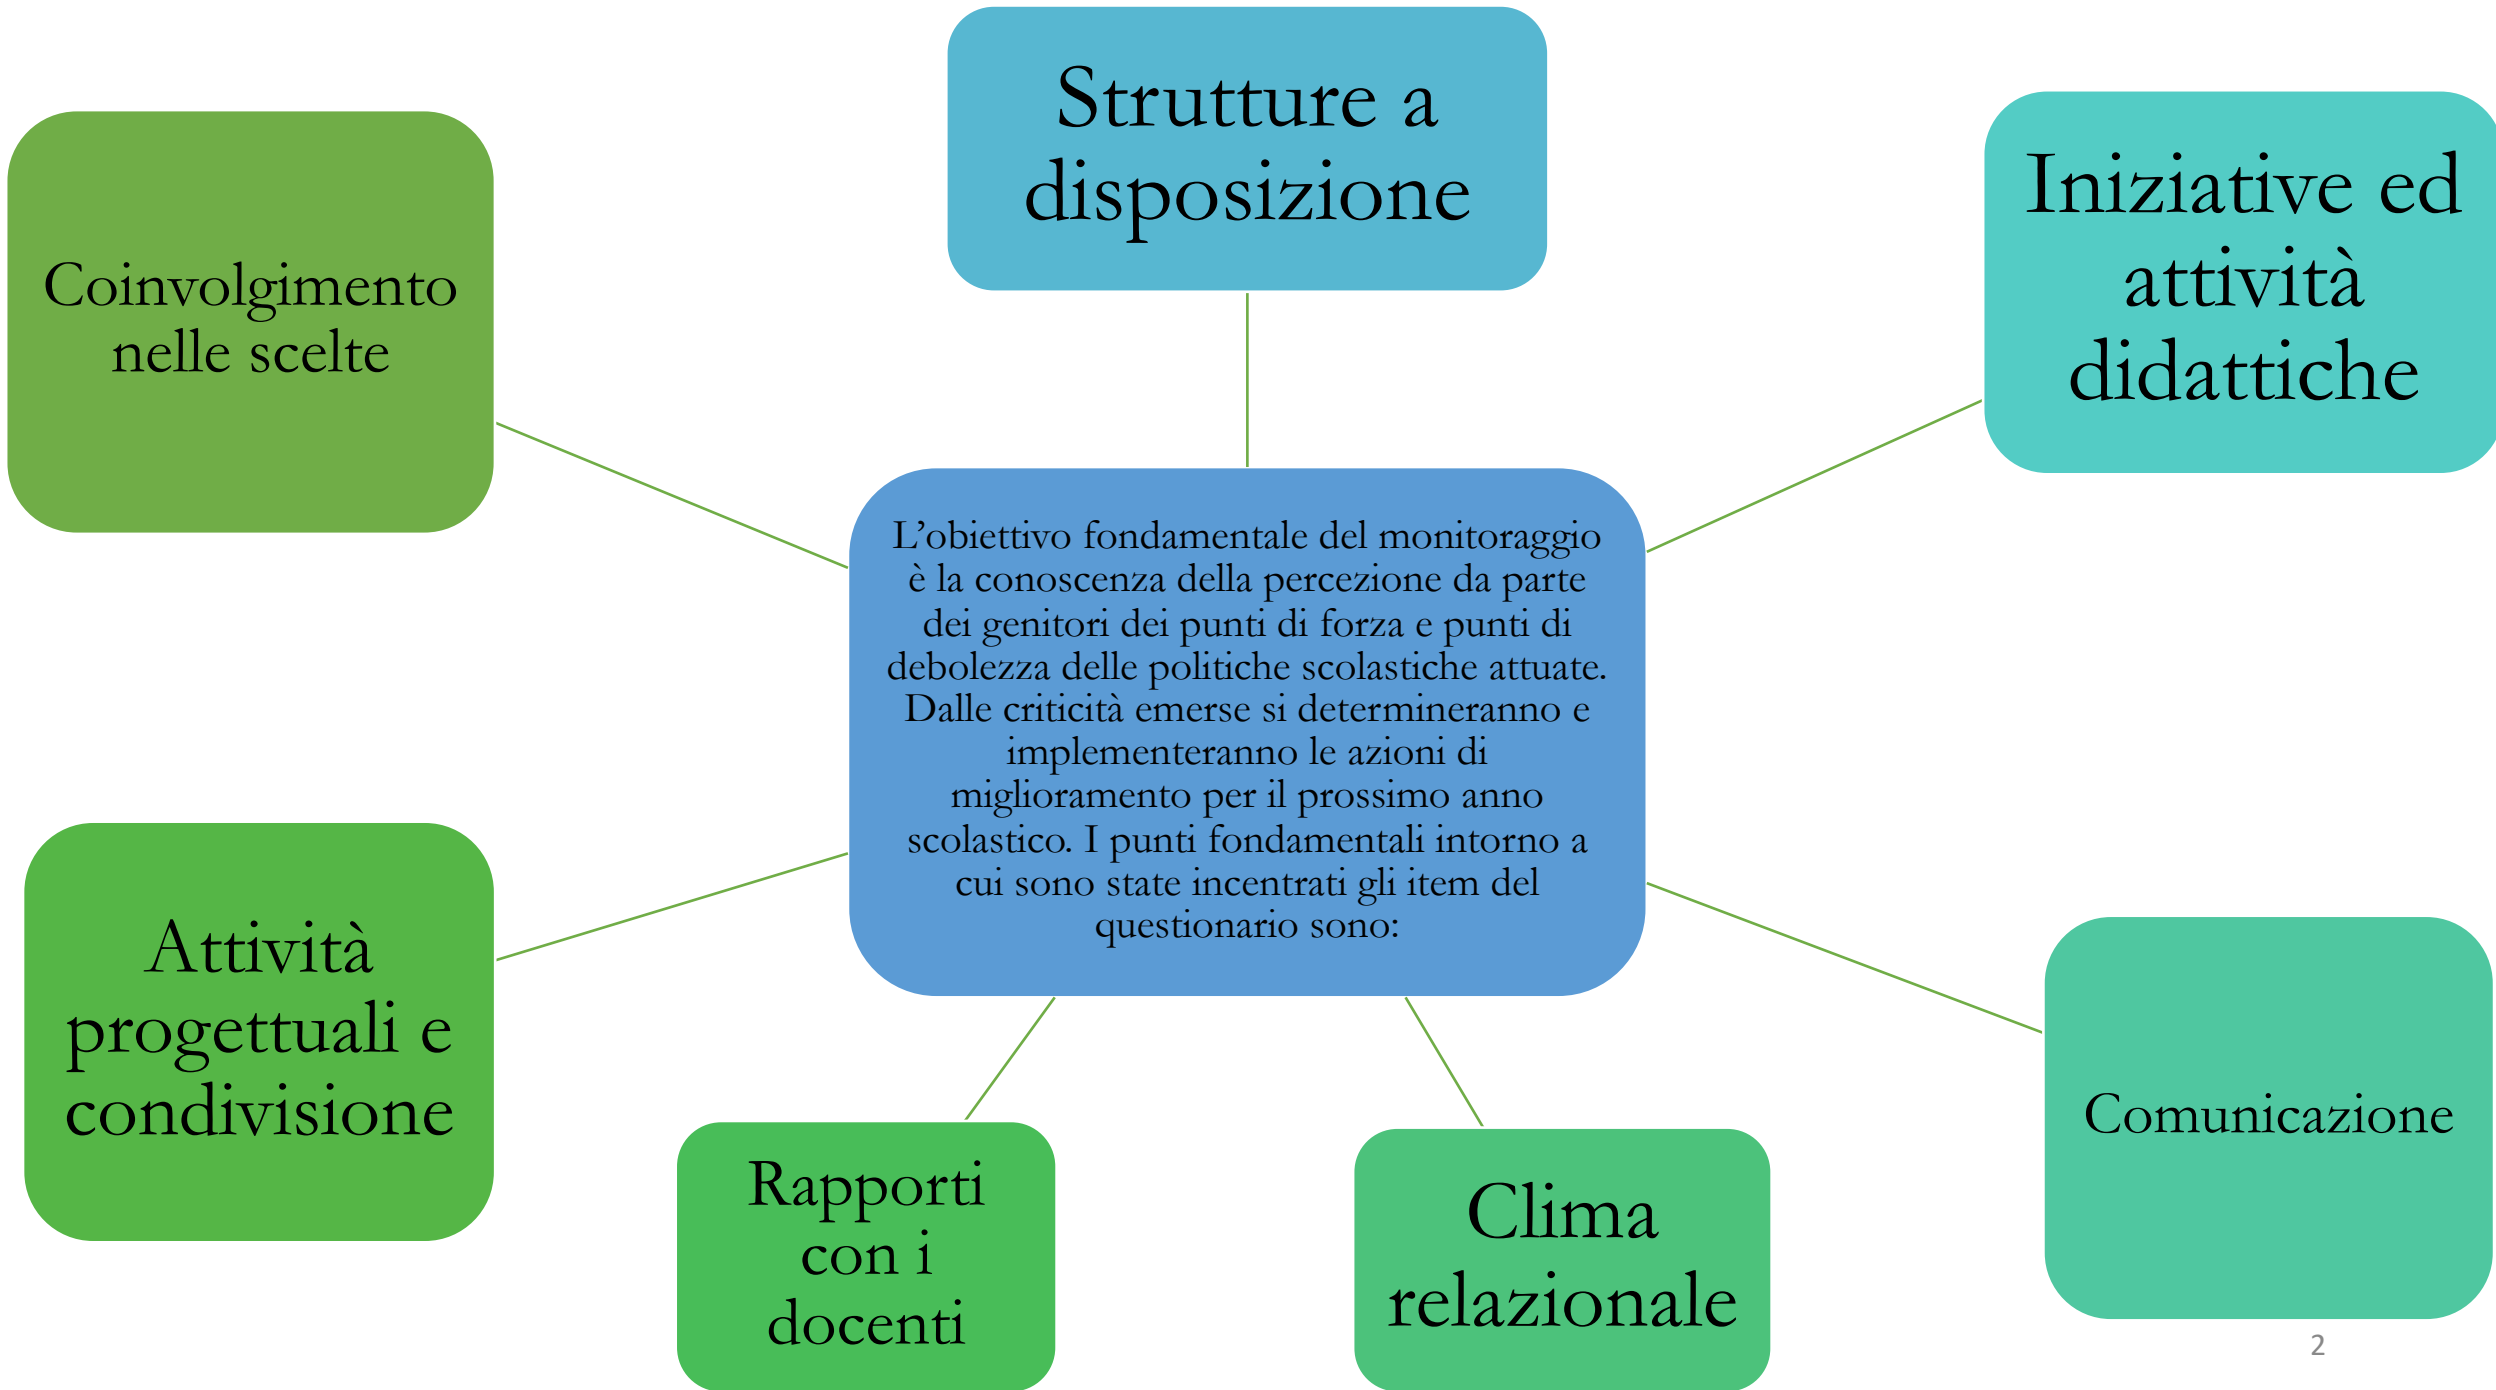 Strutture a
disposizione
Iniziative ed
attività
didattiche
Coinvolgimento
nelle scelte
L’obiettivo fondamentale del monitoraggio
è la conoscenza della percezione da parte
dei genitori dei punti di forza e punti di
debolezza delle politiche scolastiche attuate.
Dalle criticità emerse si determineranno e
implementeranno le azioni di
miglioramento per il prossimo anno
scolastico. I punti fondamentali intorno a
cui sono state incentrati gli item del
questionario sono:
Attività
progettuali e
condivisione
Comunicazione
Rapporti
con i
docenti
Clima
relazionale
2